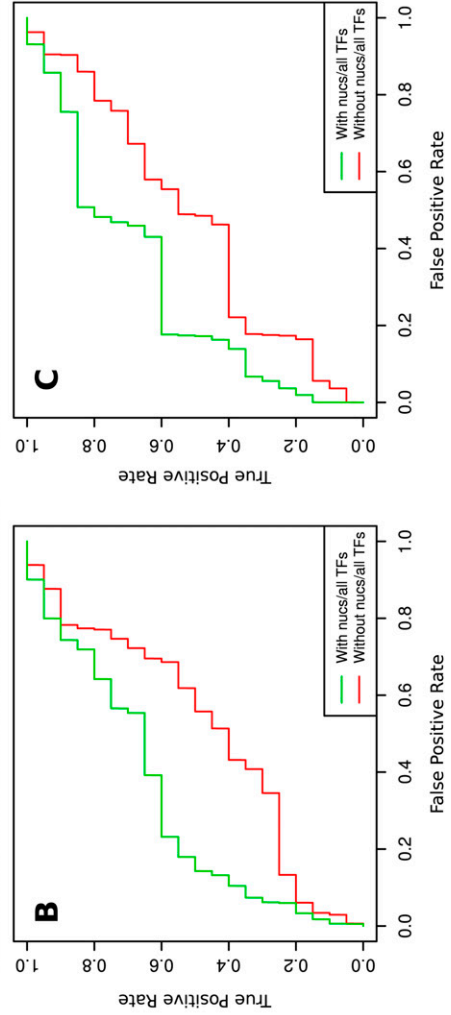 B
True Positive Rate
1.0
0.8
0.6
0.4
0.2
0.0
With nucs/all TFs
Without nucs/all TFs
0.0 0.2 0.4 0.6 0.8 1.0
False Positive Rate
C
True Positive Rate
1.0
0.8
0.6
0.4
0.2
0.0
With nucs/all TFs
Without nucs/all TFs
0.0 0.2 0.4 0.6 0.8 1.0
False Positive Rate